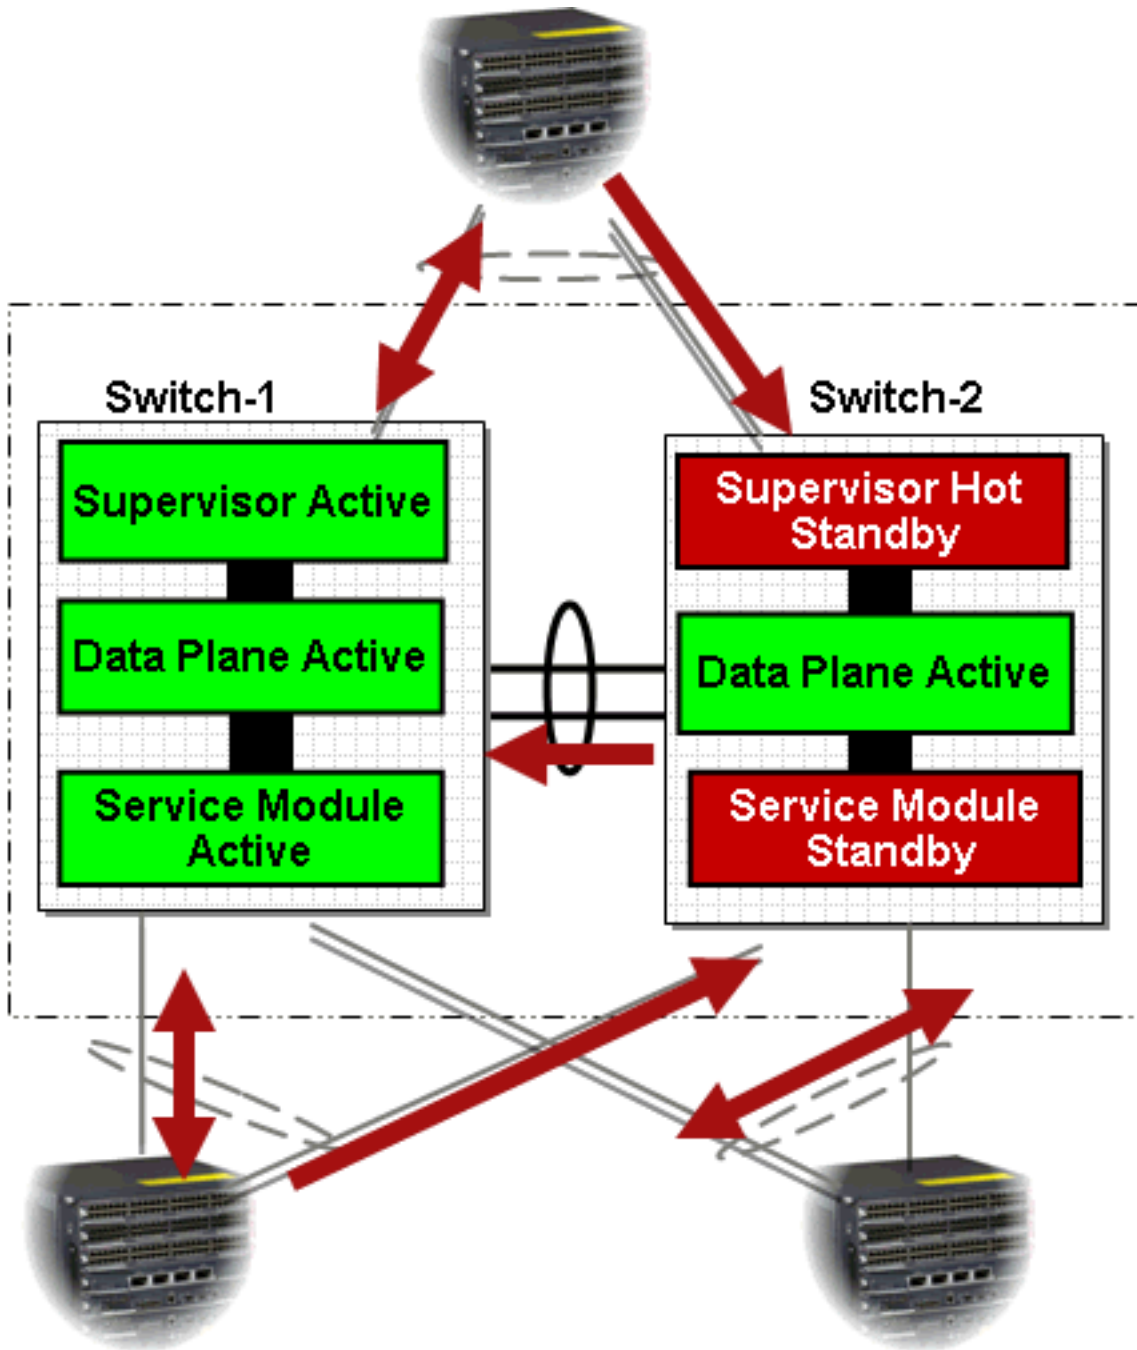 Switch-1
Supervisor Active
Data Plane Active
Service Module
Active
Switch-2
Supervisor Hot
Standby
Data Plane Active
Service Module
Standby